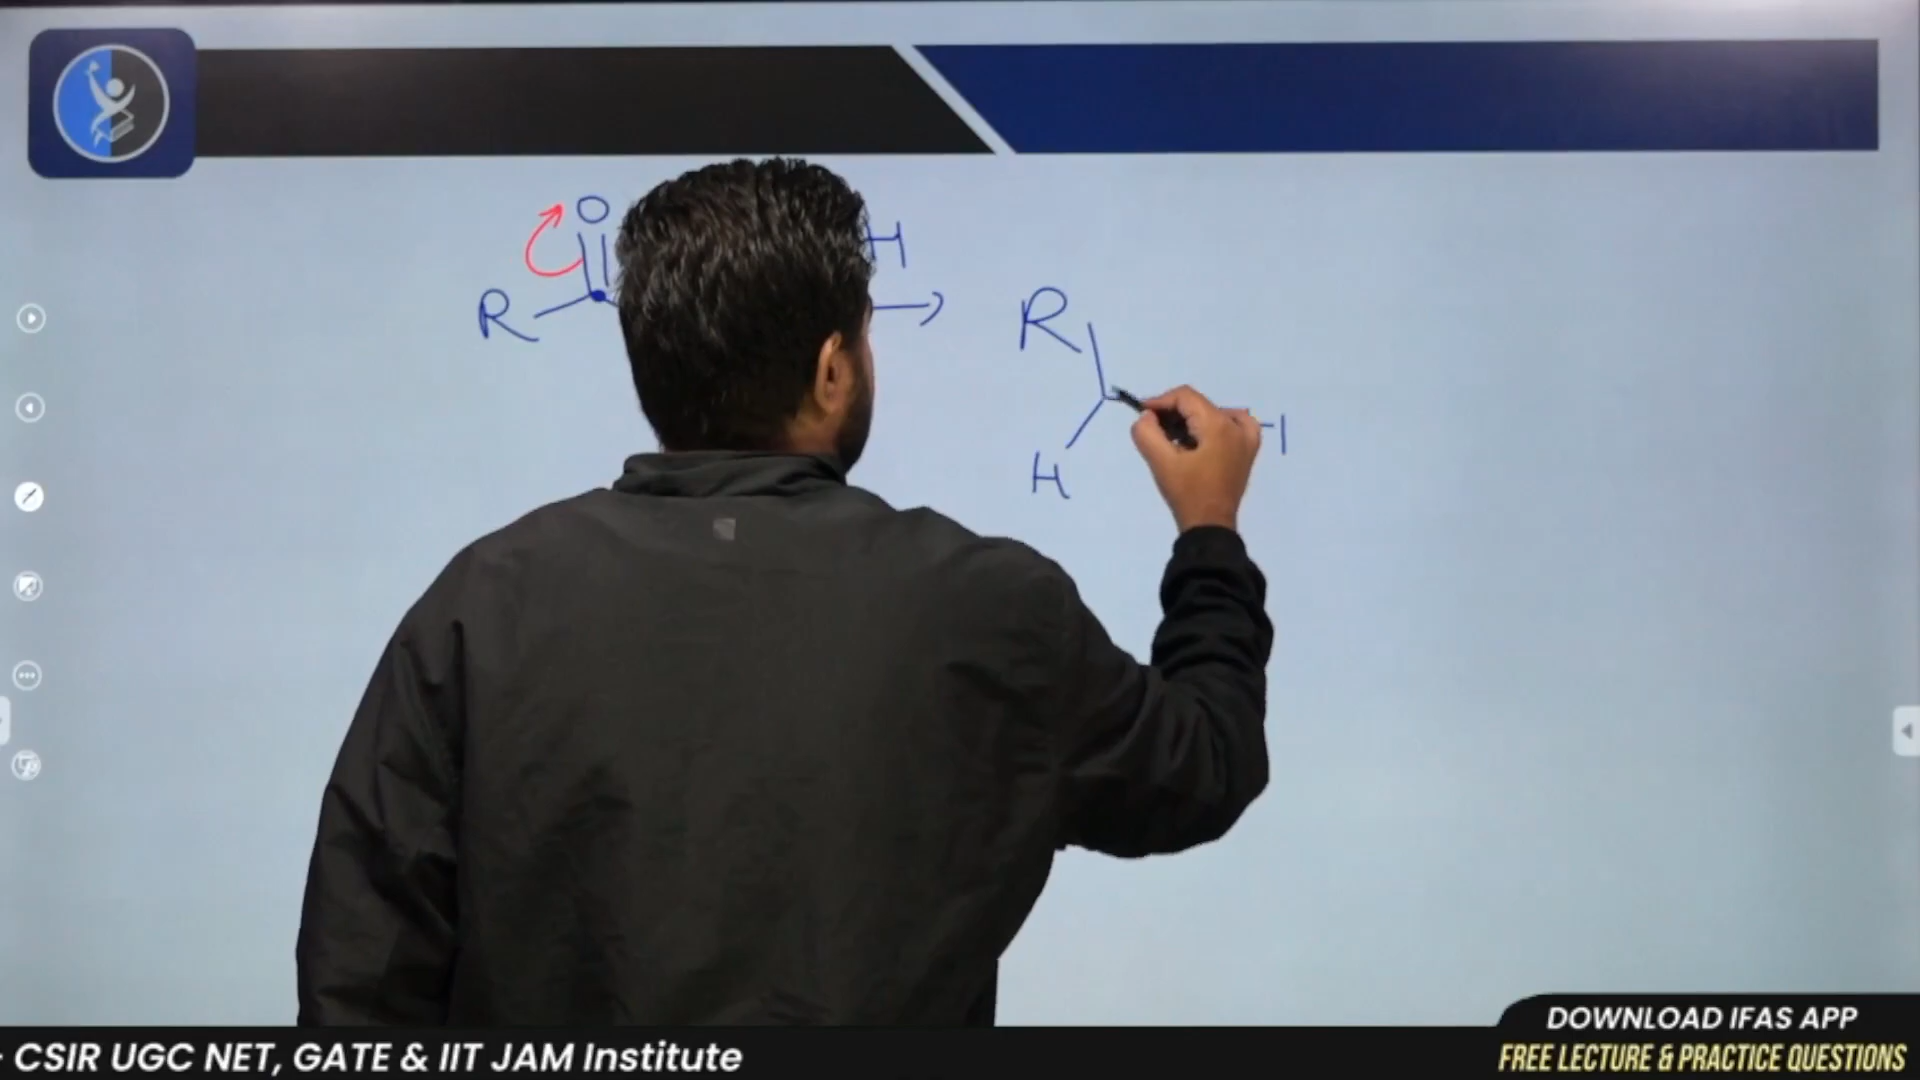 O
H
R
R
H
DOWNLOAD IFAS APP
- CSIR UGC NET, GATE & IIT JAM Institute
FREE LECTURE & PRACTICE QUESTIONS